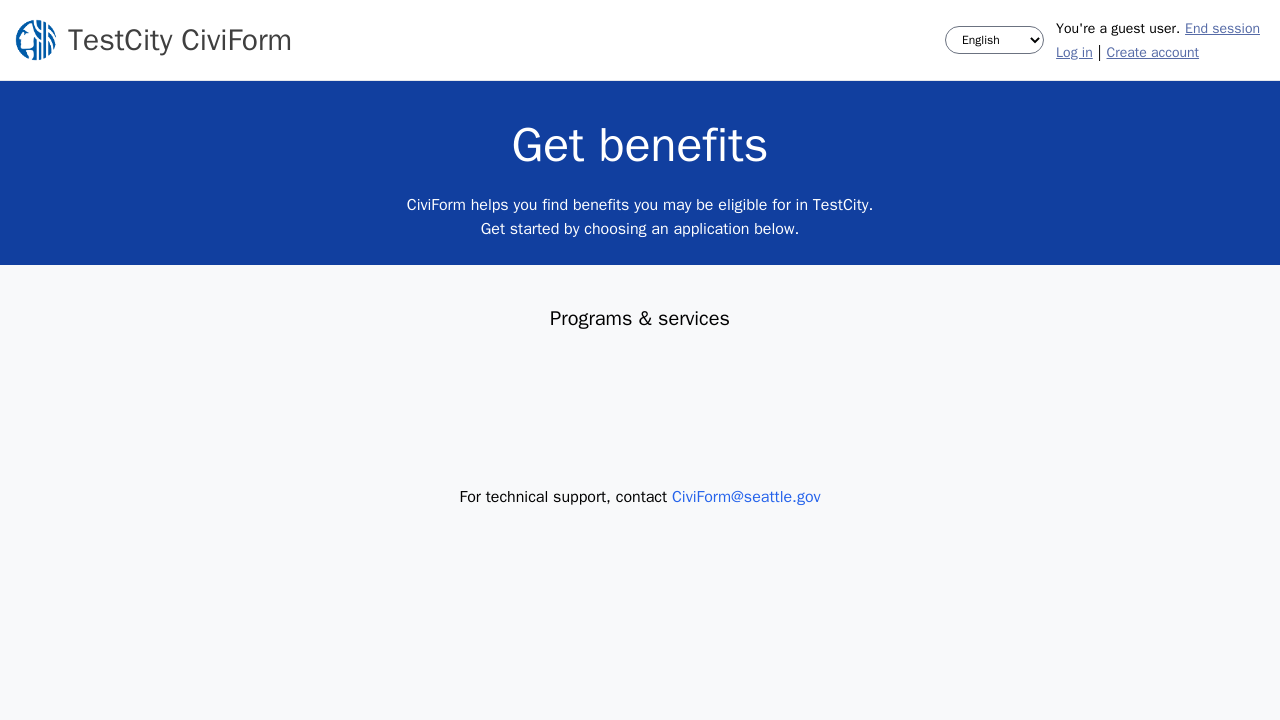 TestCity CiviForm
English
You're a guest user. End session
Log in | Create account
Get benefits
CiviForm helps you find benefits you may be eligible for in TestCity.
Get started by choosing an application below.
Programs & services
For technical support, contact CiviForm@seattle.gov